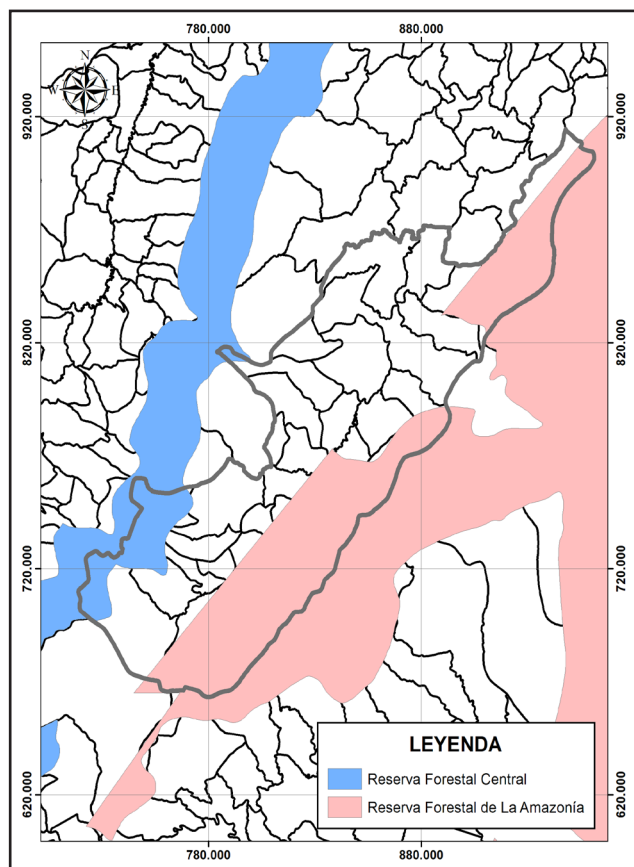 780.000
880.000
N
W
E
S
920.000
920.000
820.000
820.000
720.000
720.000
620.000
620.000
LEYENDA
Reserva Forestal Central
Reserva Forestal de La Amazonía
780.000
880.000